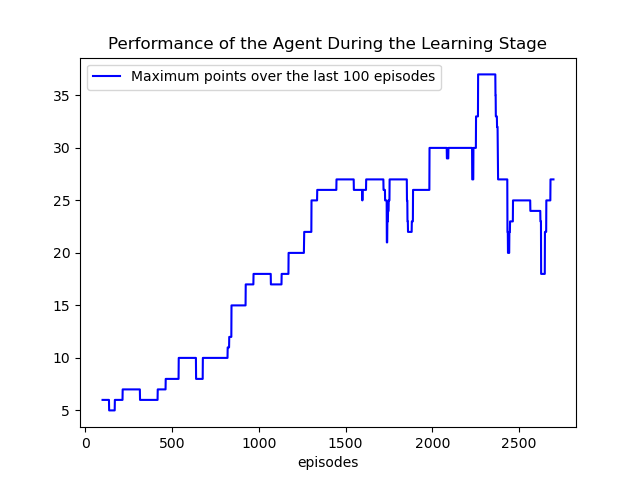 Performance of the Agent During the Learning Stage
Maximum points over the last 100 episodes
35
30
25
20
15
10
5
0 500 1000 1500 2000 2500
episodes